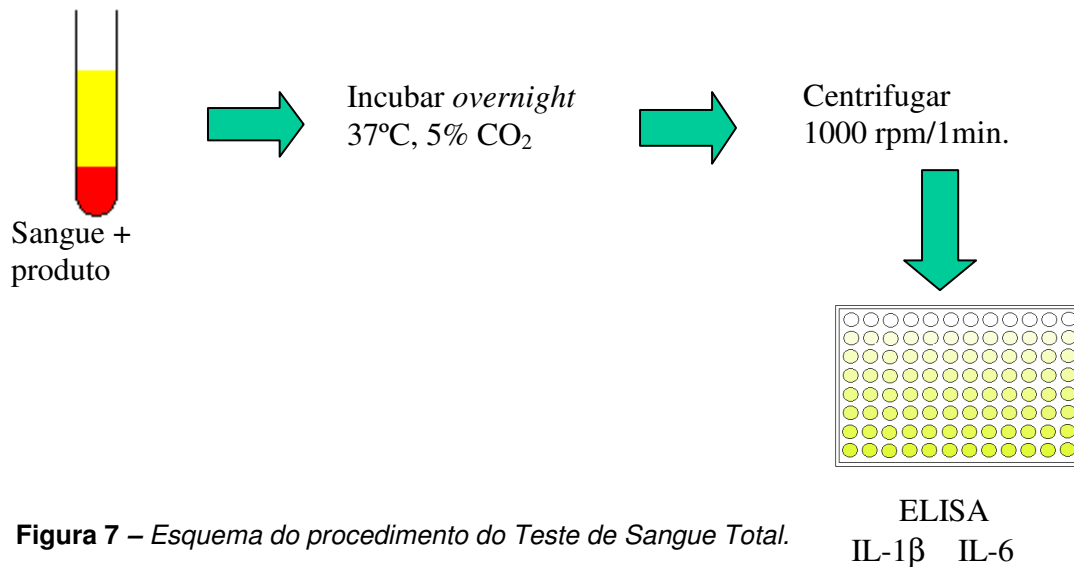 Sangue +
produto
Incubar overnight
37ºC, 5% CO₂
Centrifugar
1000 rpm/1min.
ELISA
IL-1β IL-6
Figura 7 – Esquema do procedimento do Teste de Sangue Total.